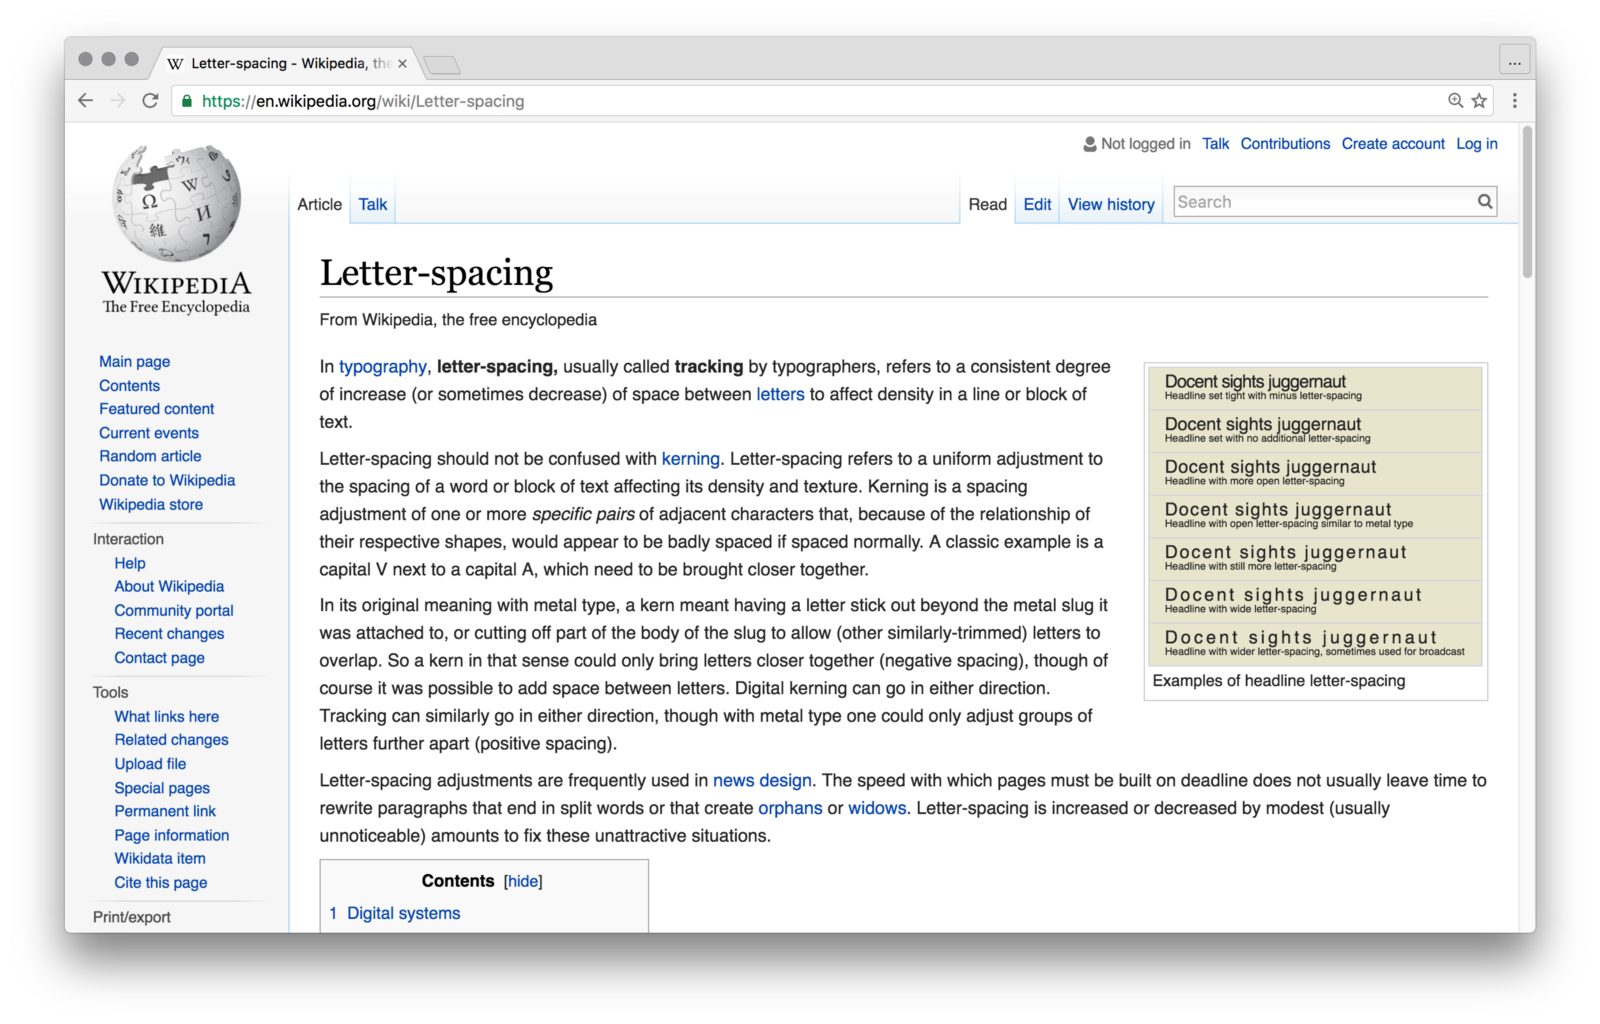 Letter-spacing - Wikipedia, the
...
https://en.wikipedia.org/wiki/Letter-spacing
Not logged in Talk Contributions Create account Log in
Article Talk Read Edit View history Search
WIKIPEDIA
The Free Encyclopedia
Main page
Contents
Featured content
Current events
Random article
Donate to Wikipedia
Wikipedia store
Interaction
Help
About Wikipedia
Community portal
Recent changes
Contact page
Tools
What links here
Related changes
Upload file
Special pages
Permanent link
Page information
Wikidata item
Cite this page
Print/export
Letter-spacing
From Wikipedia, the free encyclopedia
In typography, letter-spacing, usually called tracking by typographers, refers to a consistent degree
of increase (or sometimes decrease) of space between letters to affect density in a line or block of
text.
Letter-spacing should not be confused with kerning. Letter-spacing refers to a uniform adjustment to
the spacing of a word or block of text affecting its density and texture. Kerning is a spacing
adjustment of one or more specific pairs of adjacent characters that, because of the relationship of
their respective shapes, would appear to be badly spaced if spaced normally. A classic example is a
capital V next to a capital A, which need to be brought closer together.
In its original meaning with metal type, a kern meant having a letter stick out beyond the metal slug it
was attached to, or cutting off part of the body of the slug to allow (other similarly-trimmed) letters to
overlap. So a kern in that sense could only bring letters closer together (negative spacing), though of
course it was possible to add space between letters. Digital kerning can go in either direction.
Tracking can similarly go in either direction, though with metal type one could only adjust groups of
letters further apart (positive spacing).
Letter-spacing adjustments are frequently used in news design. The speed with which pages must be built on deadline does not usually leave time to
rewrite paragraphs that end in split words or that create orphans or widows. Letter-spacing is increased or decreased by modest (usually
unnoticeable) amounts to fix these unattractive situations.
Docent sights juggernaut
Headline set tight with minus letter-spacing
Docent sights juggernaut
Headline set with no additional letter-spacing
Docent sights juggernaut
Headline with more open letter-spacing
Docent sights juggernaut
Headline with open letter-spacing similar to metal type
Docent sights juggernaut
Headline with still more letter-spacing
Docent sights juggernaut
Headline with wide letter-spacing
Docent sights juggernaut
Headline with wider letter-spacing, sometimes used for broadcast
Examples of headline letter-spacing
Contents [hide]
1 Digital systems